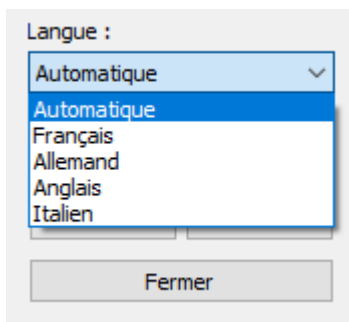 Langue :
Automatique
Automatique
Français
Allemand
Anglais
Italien
Fermer